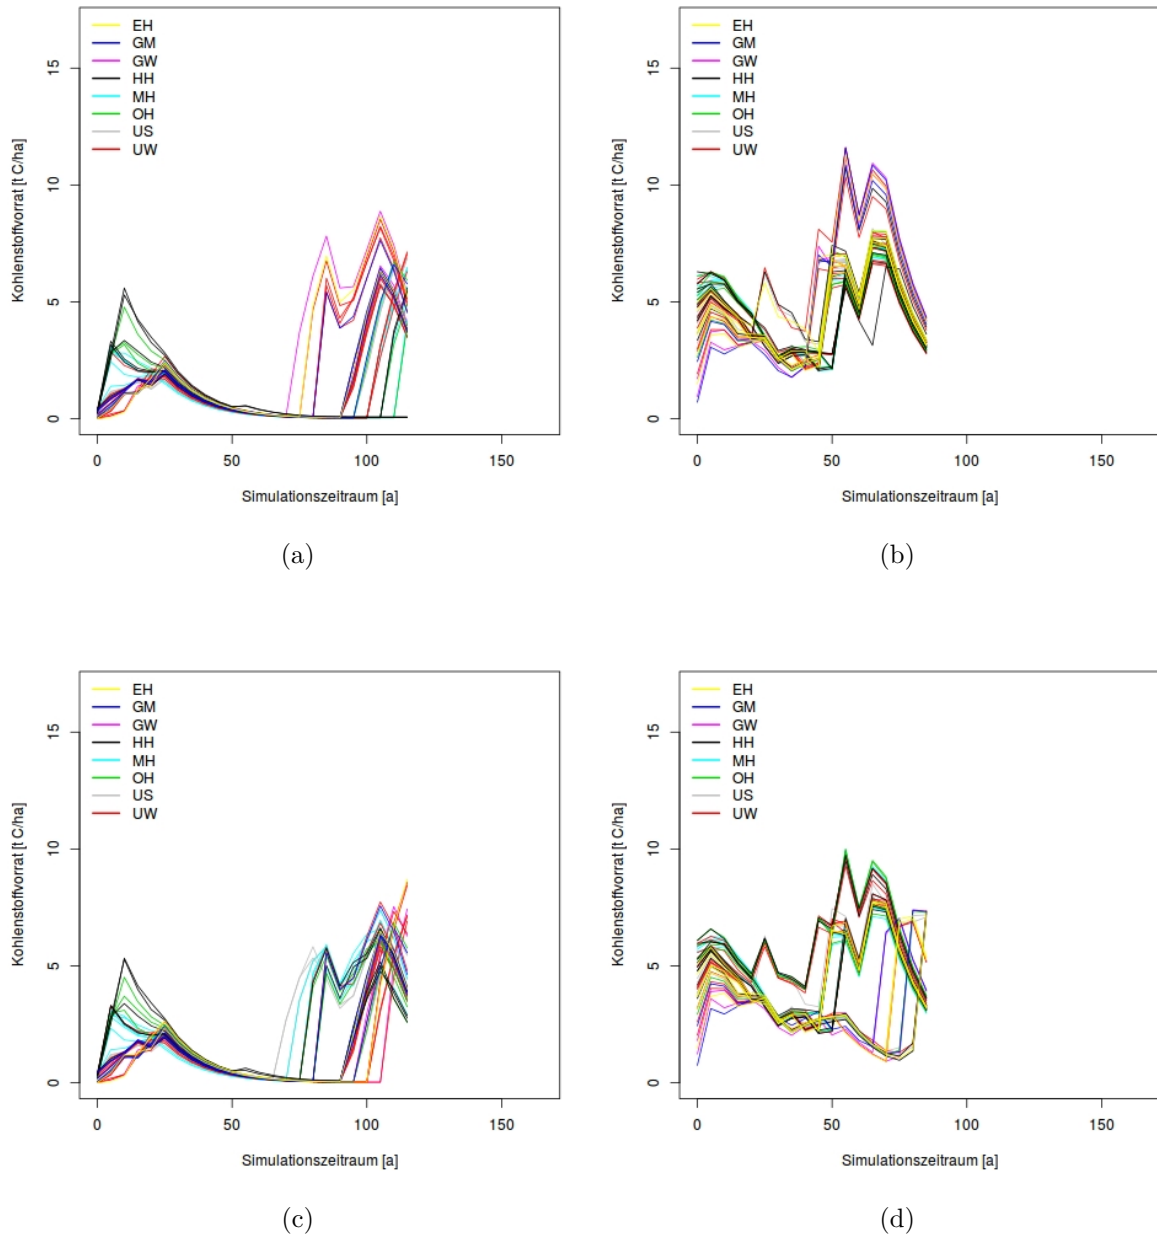 EH
GM
GW
HH
MH
OH
US
UW
Kohlenstoffvorrat [t C/ha]
0
5
10
15
0
50
100
150
Simulationszeitraum [a]
(a)
EH
GM
GW
HH
MH
OH
US
UW
Kohlenstoffvorrat [t C/ha]
0
5
10
15
0
50
100
150
Simulationszeitraum [a]
(b)
EH
GM
GW
HH
MH
OH
US
UW
Kohlenstoffvorrat [t C/ha]
0
5
10
15
0
50
100
150
Simulationszeitraum [a]
(c)
EH
GM
GW
HH
MH
OH
US
UW
Kohlenstoffvorrat [t C/ha]
0
5
10
15
0
50
100
150
Simulationszeitraum [a]
(d)